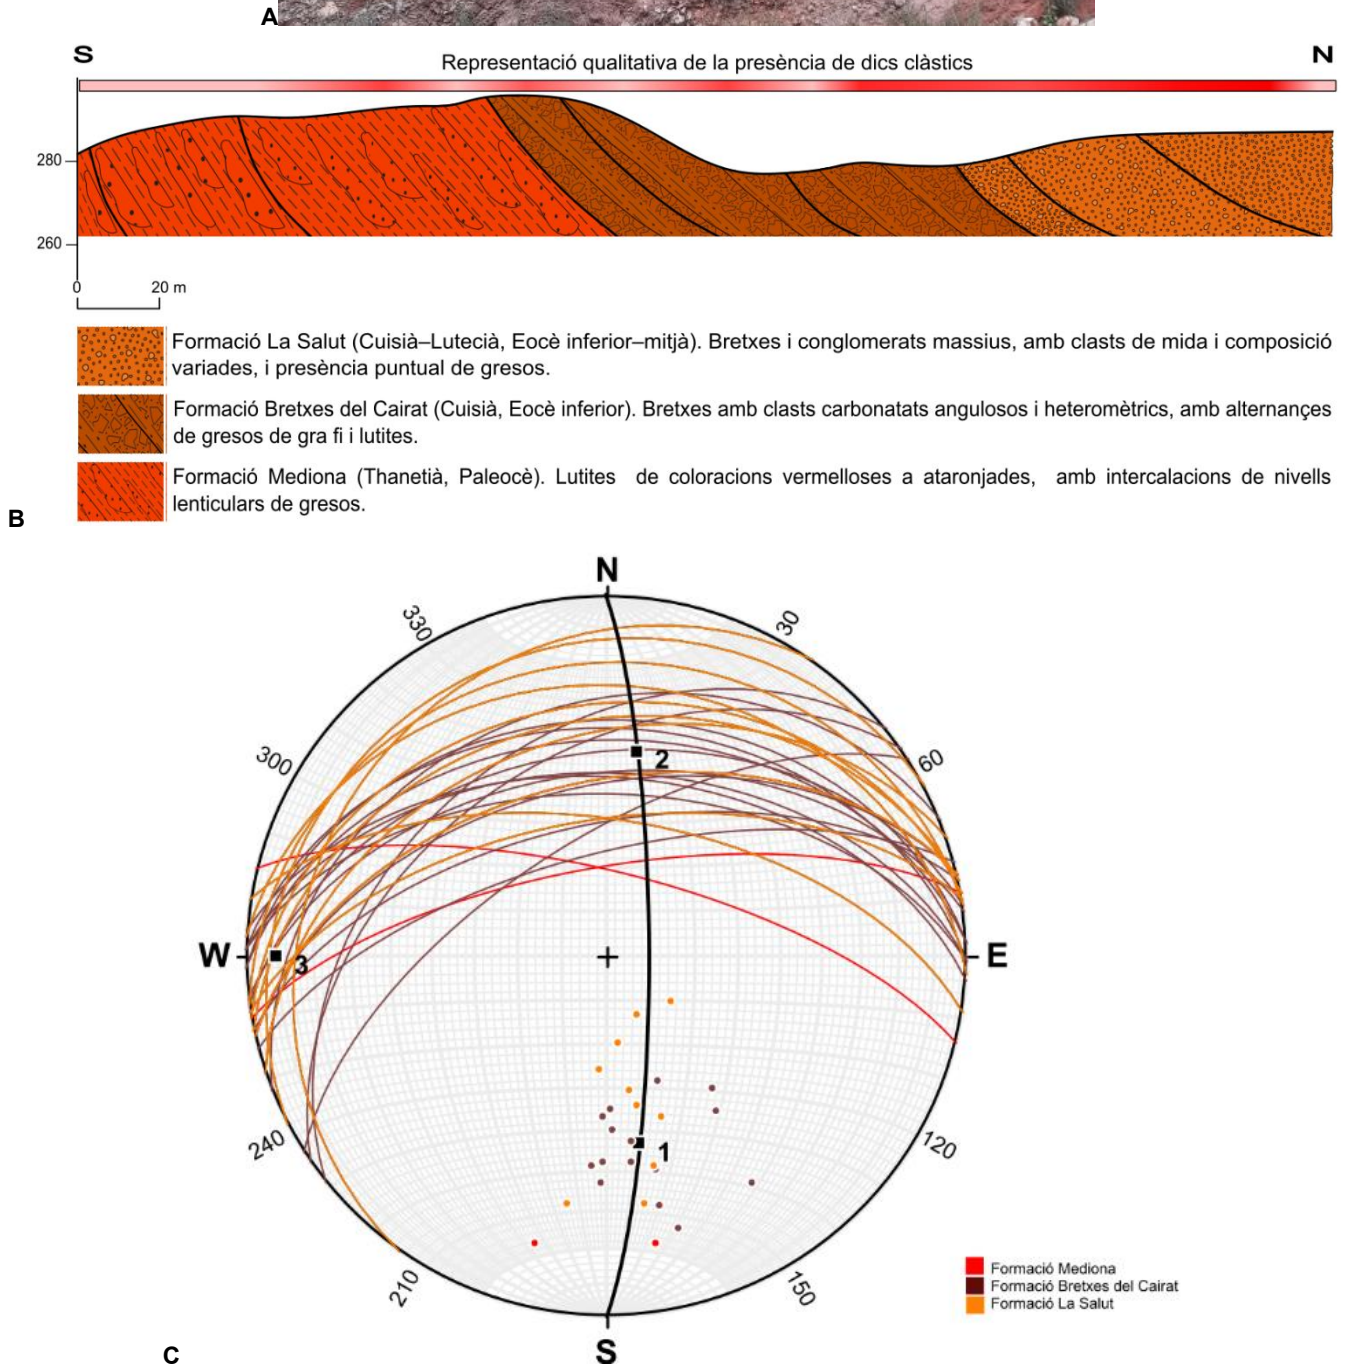 A
S
N
Representació qualitativa de la presència de dics clàstics
280
260
0
20 m
Formació La Salut (Cuisià–Lutecià, Eocè inferior–mitjà). Bretxes i conglomerats massius, amb clasts de mida i composició
variades, i presència puntual de gresos.
Formació Bretxes del Cairat (Cuisià, Eocè inferior). Bretxes amb clasts carbonatats angulosos i heteromètrics, amb alternançes
de gresos de gra fi i lutites.
Formació Mediona (Thanetià, Paleocè). Lutites de coloracions vermelloses a ataronjades, amb intercalacions de nivells
lenticulars de gresos.
B
N
330
30
300
60
2
W
3
E
240
1
120
210
150
S
Formació Mediona
Formació Bretxes del Cairat
Formació La Salut
C